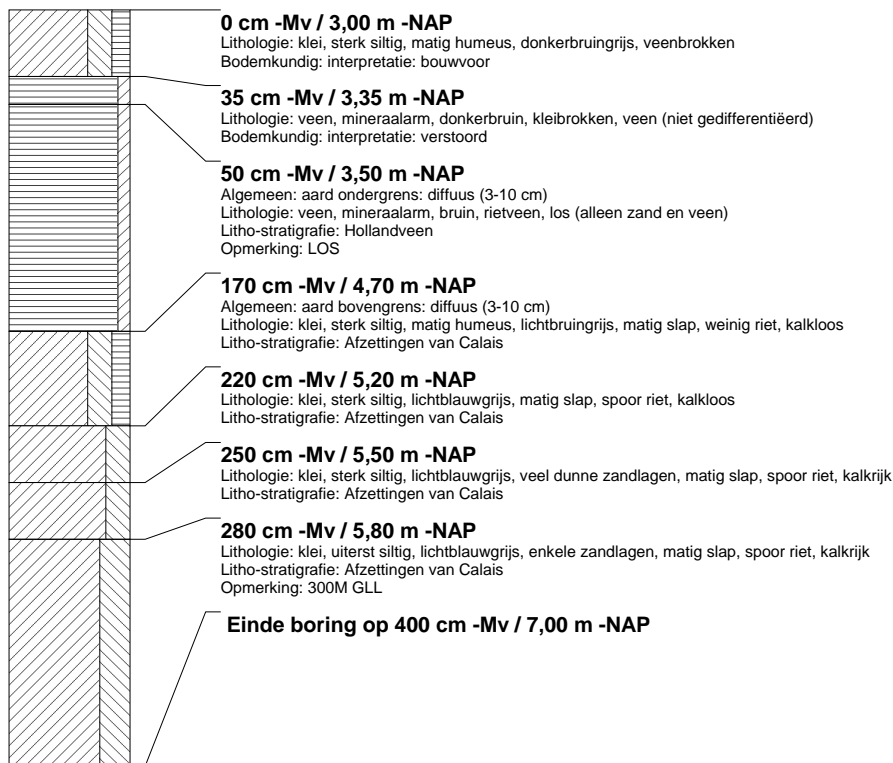 0 cm -Mv / 3,00 m -NAP
Lithologie: klei, sterk siltig, matig humeus, donkerbruingrijs, veenbrokken
Bodemkundig: interpretatie: bouwvoor
35 cm -Mv / 3,35 m -NAP
Lithologie: veen, mineraalarm, donkerbruin, kleibrokken, veen (niet gedifferentiëerd)
Bodemkundig: interpretatie: verstoord
50 cm -Mv / 3,50 m -NAP
Algemeen: aard ondergrens: diffuus (3-10 cm)
Lithologie: veen, mineraalarm, bruin, rietveen, los (alleen zand en veen)
Litho-stratigrafie: Hollandveen
Opmerking: LOS
170 cm -Mv / 4,70 m -NAP
Algemeen: aard bovengrens: diffuus (3-10 cm)
Lithologie: klei, sterk siltig, matig humeus, lichtbruingrijs, matig slap, weinig riet, kalkloos
Litho-stratigrafie: Afzettingen van Calais
220 cm -Mv / 5,20 m -NAP
Lithologie: klei, sterk siltig, lichtblauwgrijs, matig slap, spoor riet, kalkloos
Litho-stratigrafie: Afzettingen van Calais
250 cm -Mv / 5,50 m -NAP
Lithologie: klei, sterk siltig, lichtblauwgrijs, veel dunne zandlagen, matig slap, spoor riet, kalkrijk
Litho-stratigrafie: Afzettingen van Calais
280 cm -Mv / 5,80 m -NAP
Lithologie: klei, uiterst siltig, lichtblauwgrijs, enkele zandlagen, matig slap, spoor riet, kalkrijk
Litho-stratigrafie: Afzettingen van Calais
Opmerking: 300M GLL
Einde boring op 400 cm -Mv / 7,00 m -NAP